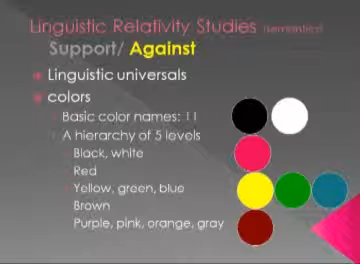 Linguistic Relativity Studies (semantics)
Support/ Against
Linguistic universals
colors
Basic color names: 11
A hierarchy of 5 levels
Black, white
Red
Yellow, green, blue
Brown
Purple, pink, orange, gray